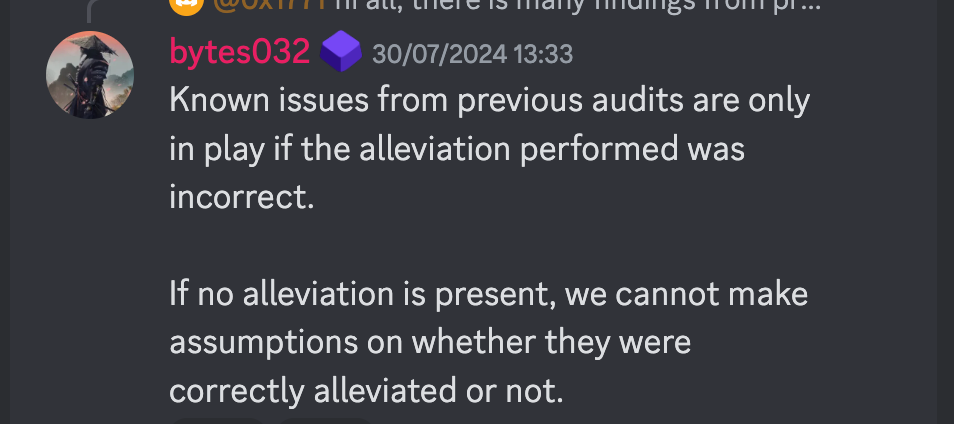 @0x1771 hi all, there is many findings from pr...
bytes032 30/07/2024 13:33
Known issues from previous audits are only
in play if the alleviation performed was
incorrect.
If no alleviation is present, we cannot make
assumptions on whether they were
correctly alleviated or not.